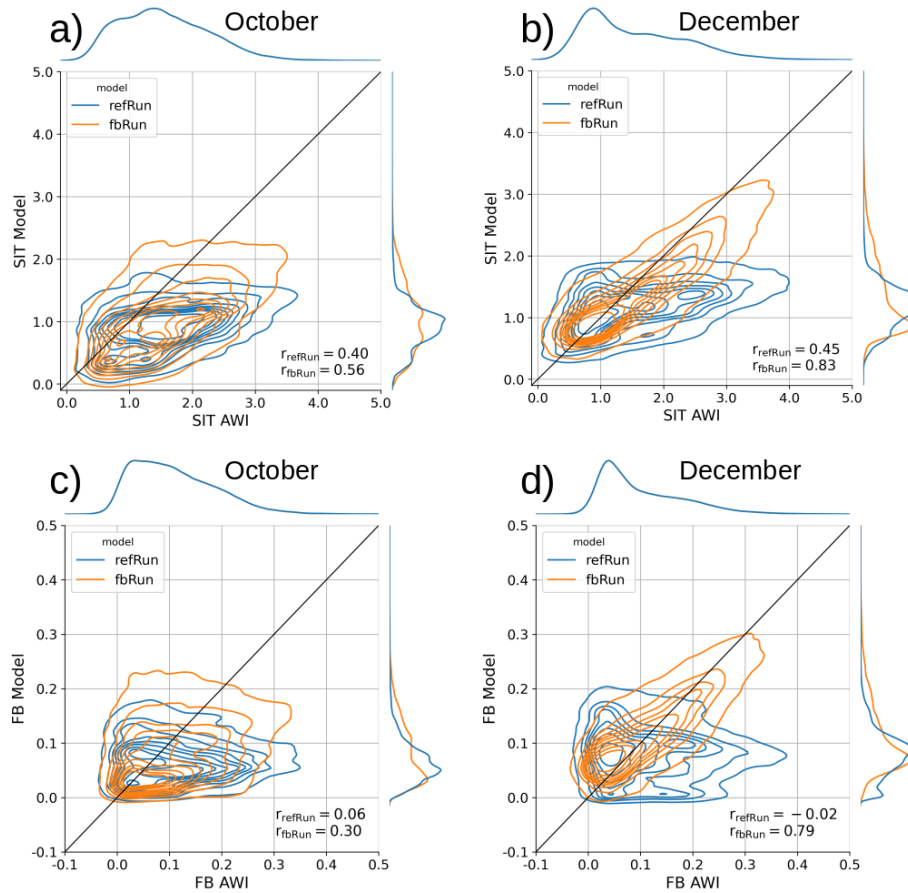 a)
October
5.0
model
refRun
fbRun
4.0
3.0
2.0
1.0
0.0
SIT Model
r_refRun = 0.40
r_fbRun = 0.56
0.0 1.0 2.0 3.0 4.0 5.0
SIT AWI
b)
December
5.0
model
refRun
fbRun
4.0
3.0
2.0
1.0
0.0
SIT Model
r_refRun = 0.45
r_fbRun = 0.83
0.0 1.0 2.0 3.0 4.0 5.0
SIT AWI
c)
October
0.5
model
refRun
fbRun
0.4
0.3
0.2
0.1
0.0
-0.1
FB Model
r_refRun = 0.06
r_fbRun = 0.30
-0.1 0.0 0.1 0.2 0.3 0.4 0.5
FB AWI
d)
December
0.5
model
refRun
fbRun
0.4
0.3
0.2
0.1
0.0
-0.1
FB Model
r_refRun = −0.02
r_fbRun = 0.79
-0.1 0.0 0.1 0.2 0.3 0.4 0.5
FB AWI